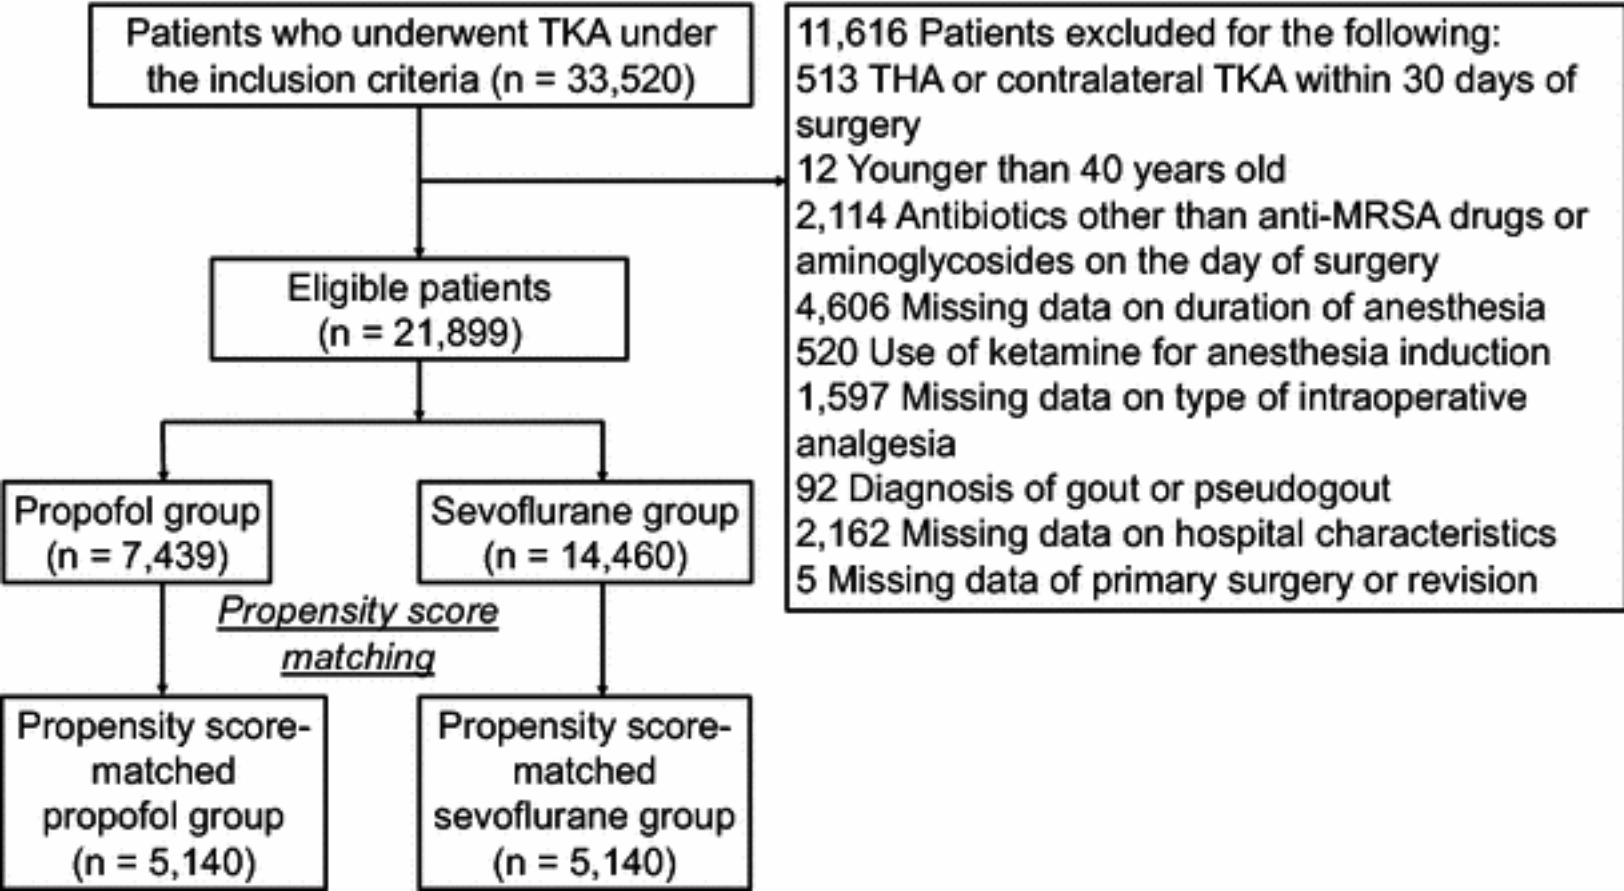 Patients who underwent TKA under
the inclusion criteria (n = 33,520)
11,616 Patients excluded for the following:
513 THA or contralateral TKA within 30 days of
surgery
12 Younger than 40 years old
2,114 Antibiotics other than anti-MRSA drugs or
aminoglycosides on the day of surgery
4,606 Missing data on duration of anesthesia
520 Use of ketamine for anesthesia induction
1,597 Missing data on type of intraoperative
analgesia
92 Diagnosis of gout or pseudogout
2,162 Missing data on hospital characteristics
5 Missing data of primary surgery or revision
Eligible patients
(n = 21,899)
Propofol group
(n = 7,439)
Sevoflurane group
(n = 14,460)
Propensity score
matching
Propensity score-
matched
propofol group
(n = 5,140)
Propensity score-
matched
sevoflurane group
(n = 5,140)